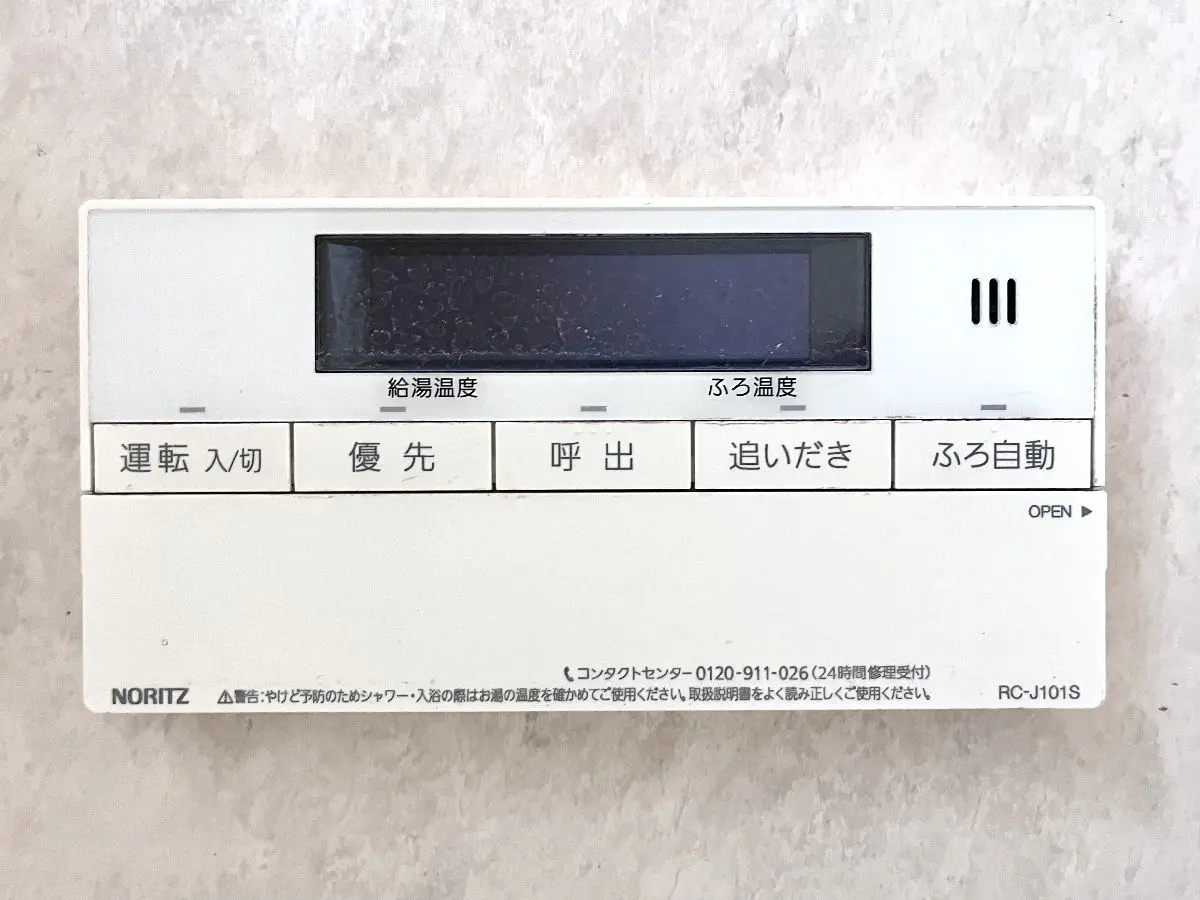 給湯温度 ふろ温度
運転 入/切 優先 呼出 追いだき ふろ自動
OPEN ▶
コンタクトセンター 0120-911-026(24時間修理受付)
NORITZ ⚠警告:やけど予防のためシャワー・入浴の際はお湯の温度を確かめてご使用ください。取扱説明書をよく読み正しくご使用ください。 RC-J101S